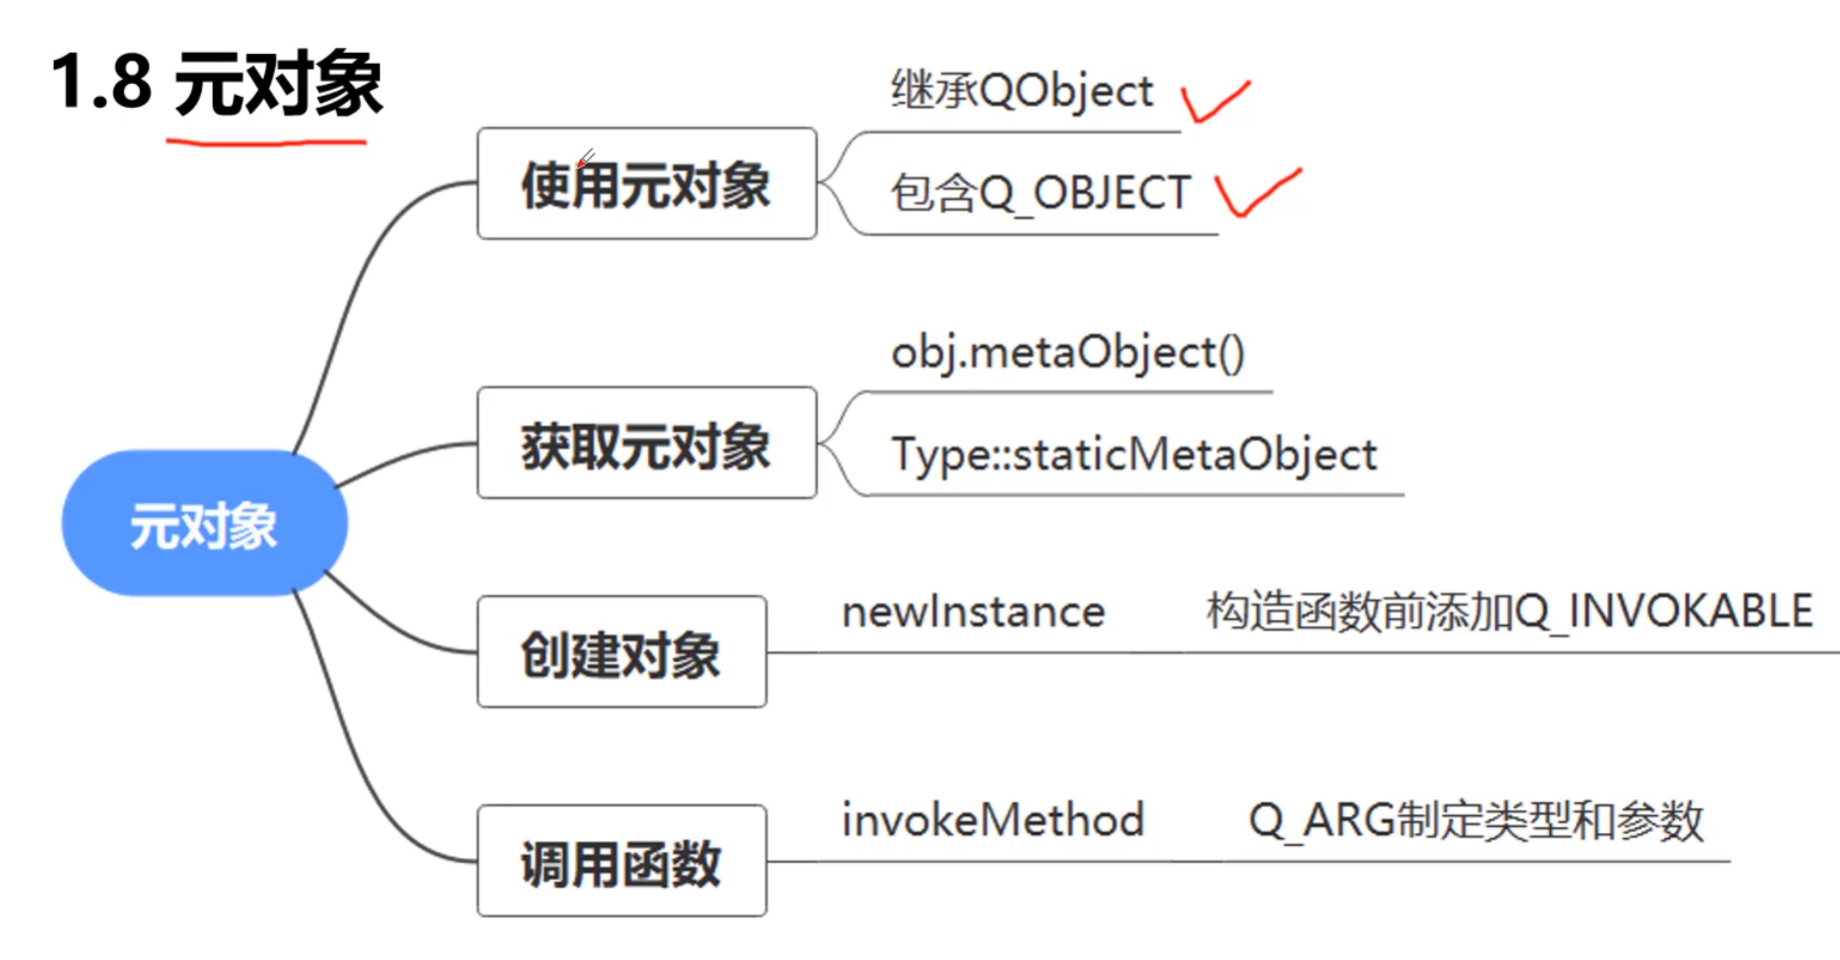 1.8 元对象
元对象
使用元对象
继承QObject
包含Q_OBJECT
获取元对象
obj.metaObject()
Type::staticMetaObject
创建对象
newInstance
构造函数前添加Q_INVOKABLE
调用函数
invokeMethod
Q_ARG制定类型和参数